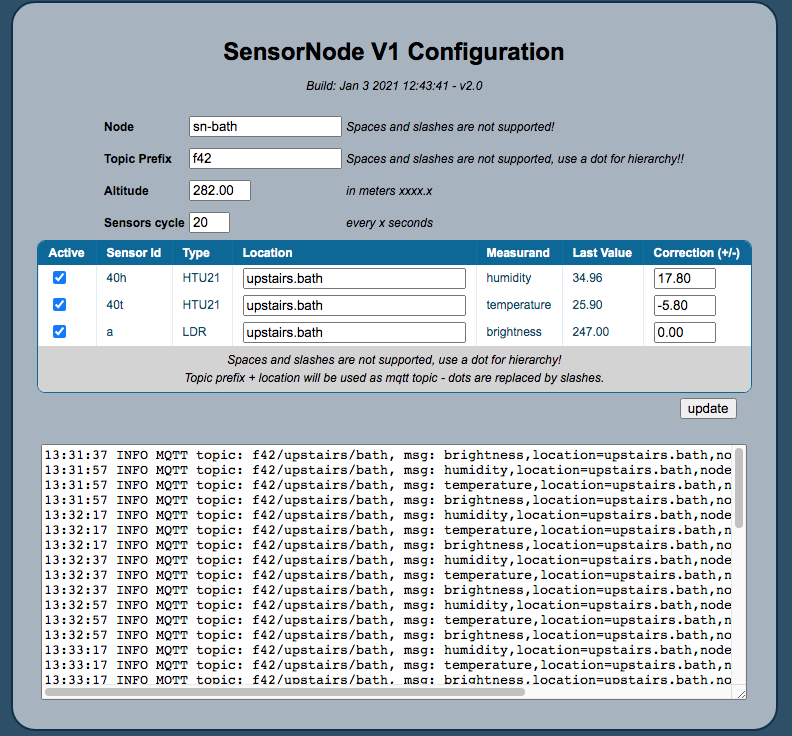 SensorNode V1 Configuration
Build: Jan 3 2021 12:43:41 - v2.0
Node sn-bath Spaces and slashes are not supported!
Topic Prefix f42 Spaces and slashes are not supported, use a dot for hierarchy!!
Altitude 282.00 in meters xxxx.x
Sensors cycle 20 every x seconds
Active Sensor Id Type Location Measurand Last Value Correction (+/-)
40h HTU21 upstairs.bath humidity 34.96 17.80
40t HTU21 upstairs.bath temperature 25.90 -5.80
a LDR upstairs.bath brightness 247.00 0.00
Spaces and slashes are not supported, use a dot for hierarchy!
Topic prefix + location will be used as mqtt topic - dots are replaced by slashes.
update
13:31:37 INFO MQTT topic: f42/upstairs/bath, msg: brightness,location=upstairs.bath,no
13:31:57 INFO MQTT topic: f42/upstairs/bath, msg: humidity,location=upstairs.bath,node
13:31:57 INFO MQTT topic: f42/upstairs/bath, msg: temperature,location=upstairs.bath,n
13:31:57 INFO MQTT topic: f42/upstairs/bath, msg: brightness,location=upstairs.bath,no
13:32:17 INFO MQTT topic: f42/upstairs/bath, msg: humidity,location=upstairs.bath,node
13:32:17 INFO MQTT topic: f42/upstairs/bath, msg: temperature,location=upstairs.bath,n
13:32:17 INFO MQTT topic: f42/upstairs/bath, msg: brightness,location=upstairs.bath,no
13:32:37 INFO MQTT topic: f42/upstairs/bath, msg: humidity,location=upstairs.bath,node
13:32:37 INFO MQTT topic: f42/upstairs/bath, msg: temperature,location=upstairs.bath,n
13:32:37 INFO MQTT topic: f42/upstairs/bath, msg: brightness,location=upstairs.bath,no
13:32:57 INFO MQTT topic: f42/upstairs/bath, msg: humidity,location=upstairs.bath,node
13:32:57 INFO MQTT topic: f42/upstairs/bath, msg: temperature,location=upstairs.bath,n
13:32:57 INFO MQTT topic: f42/upstairs/bath, msg: brightness,location=upstairs.bath,no
13:33:17 INFO MQTT topic: f42/upstairs/bath, msg: humidity,location=upstairs.bath,node
13:33:17 INFO MQTT topic: f42/upstairs/bath, msg: temperature,location=upstairs.bath,n
13:33:17 INFO MQTT topic: f42/upstairs/bath, msg: brightness,location=upstairs.bath,no